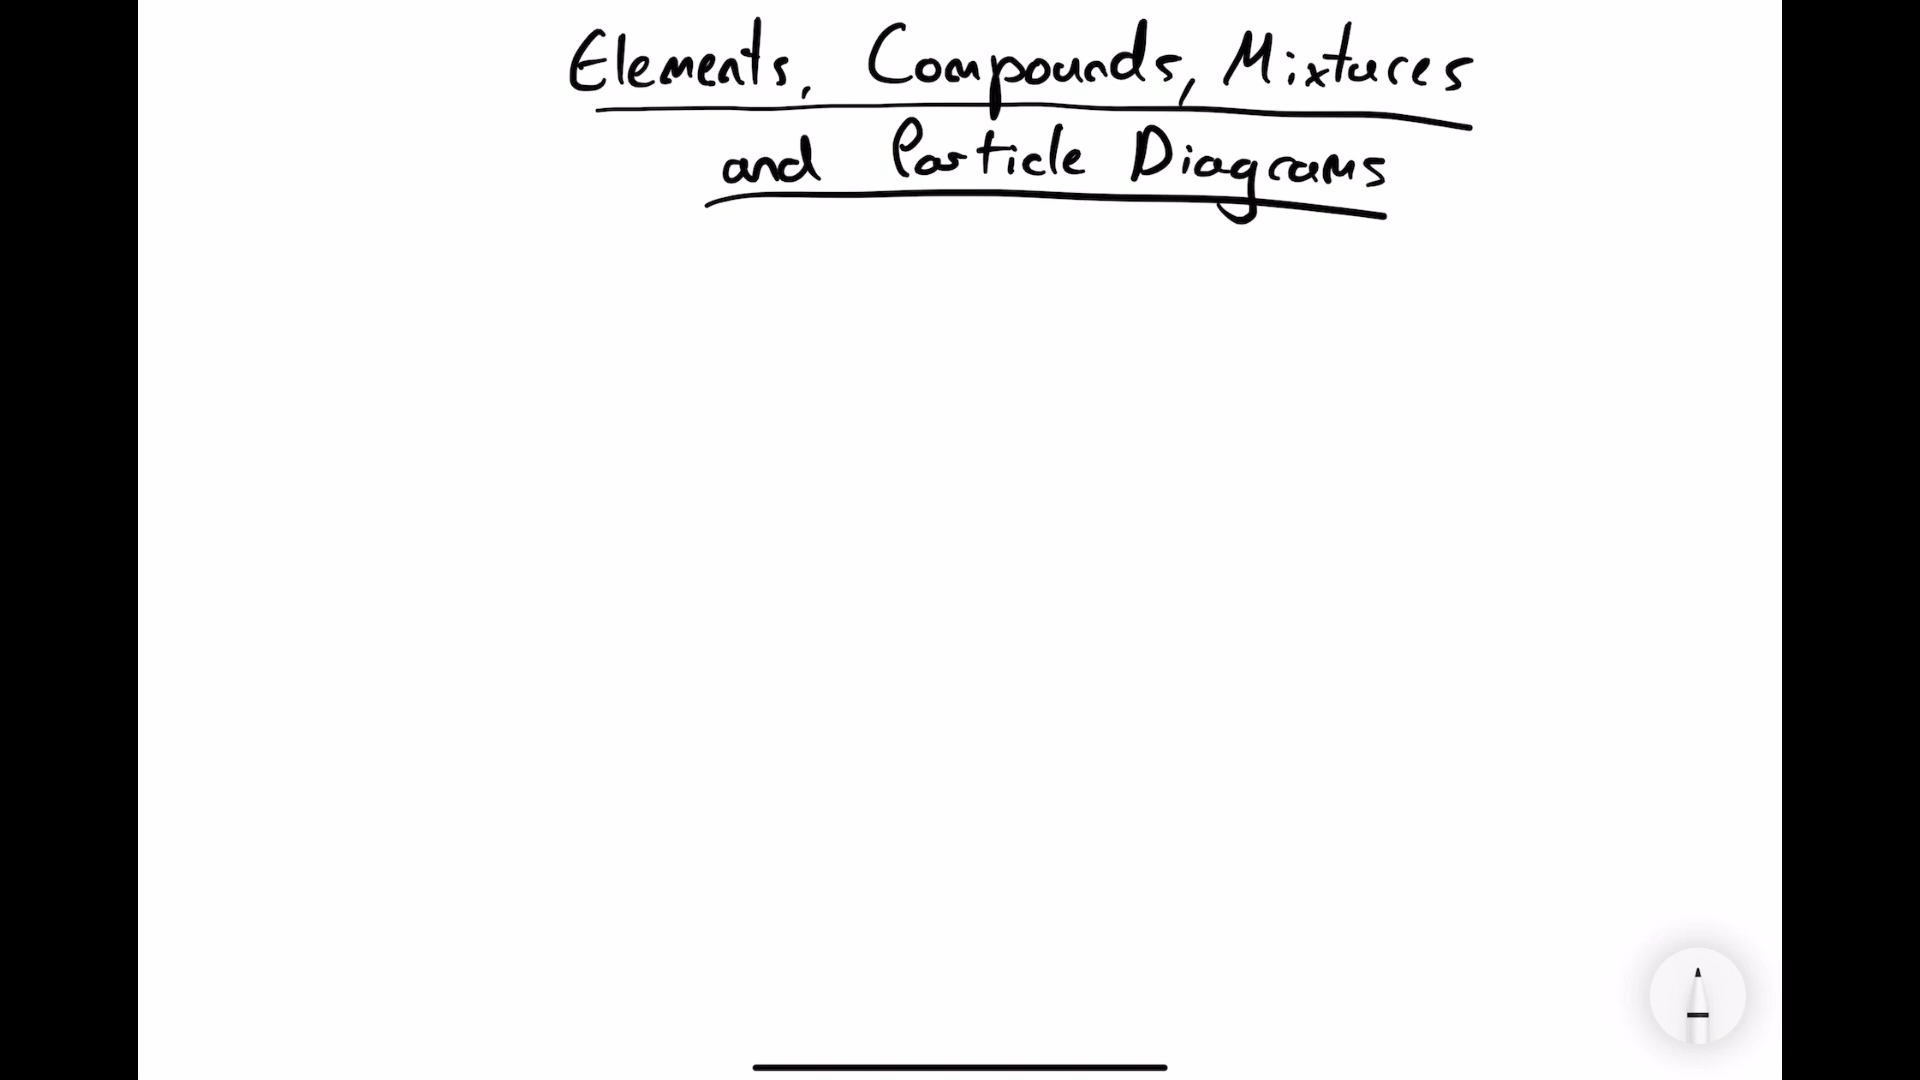 Elements, Compounds, Mixtures
and Particle Diagrams